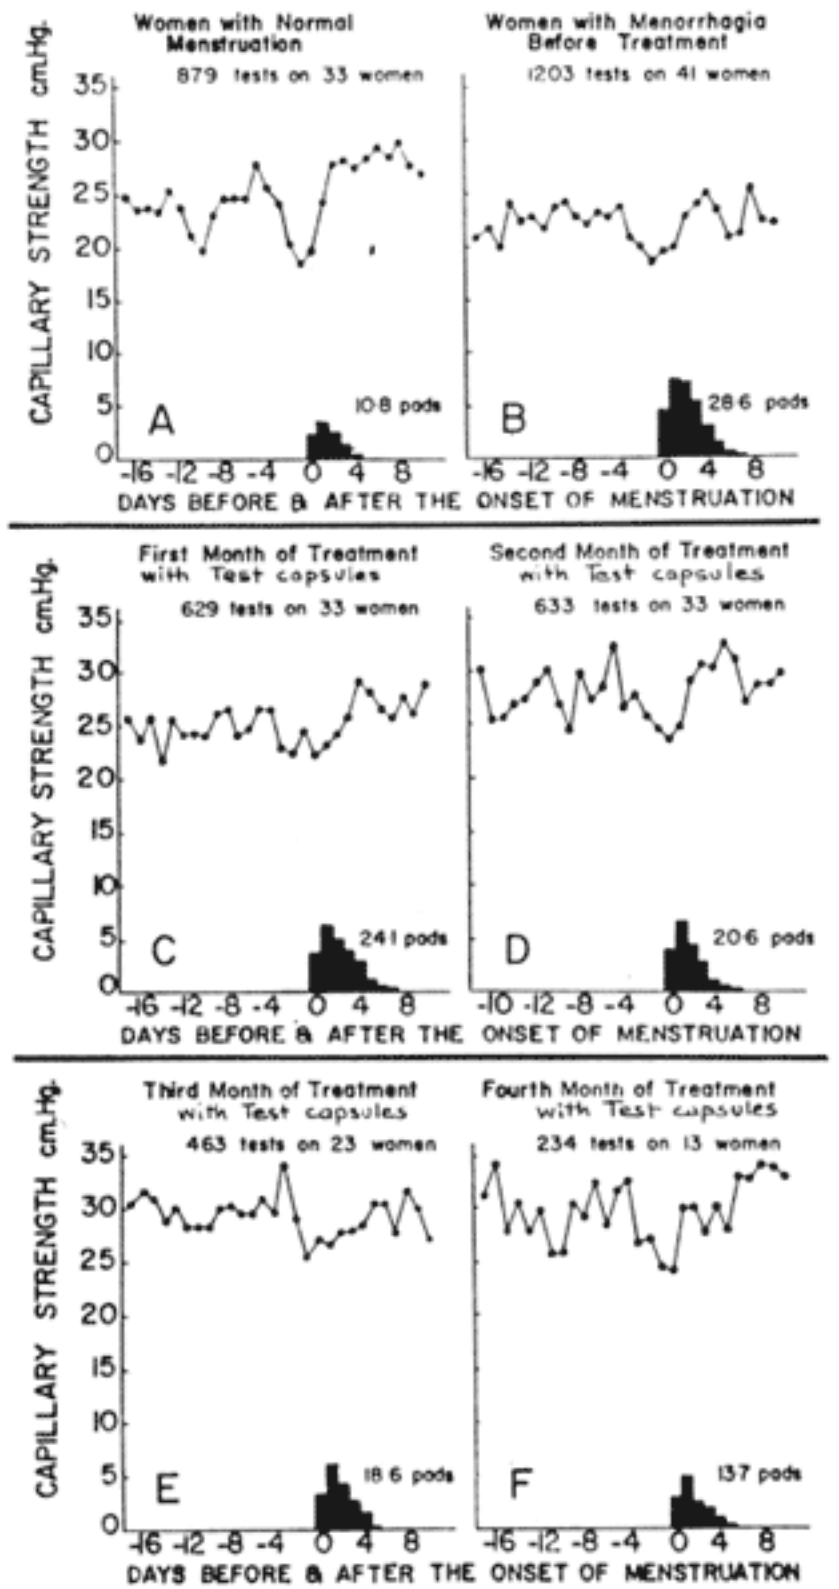 Women with Normal
Menstruation
879 tests on 33 women
Women with Menorrhagia
Before Treatment
1203 tests on 41 women
CAPILLARY STRENGTH cm.Hg.
35
30
25
20
15
10
5
0
A
10·8 pads
B
28·6 pads
-16 -12 -8 -4 0 4 8
-16 -12 -8 -4 0 4 8
DAYS BEFORE & AFTER THE ONSET OF MENSTRUATION
First Month of Treatment
with Test capsules
629 tests on 33 women
Second Month of Treatment
with Test capsules
633 tests on 33 women
CAPILLARY STRENGTH cm.Hg.
35
30
25
20
15
10
5
0
C
24·1 pads
D
20·6 pads
-16 -12 -8 -4 0 4 8
-10 -12 -8 -4 0 4 8
DAYS BEFORE & AFTER THE ONSET OF MENSTRUATION
Third Month of Treatment
with Test capsules
463 tests on 23 women
Fourth Month of Treatment
with Test capsules
234 tests on 13 women
CAPILLARY STRENGTH cm.Hg.
35
30
25
20
15
10
5
0
E
18·6 pads
F
13·7 pads
-16 -12 -8 -4 0 4 8
-16 -12 -8 -4 0 4 8
DAYS BEFORE & AFTER THE ONSET OF MENSTRUATION